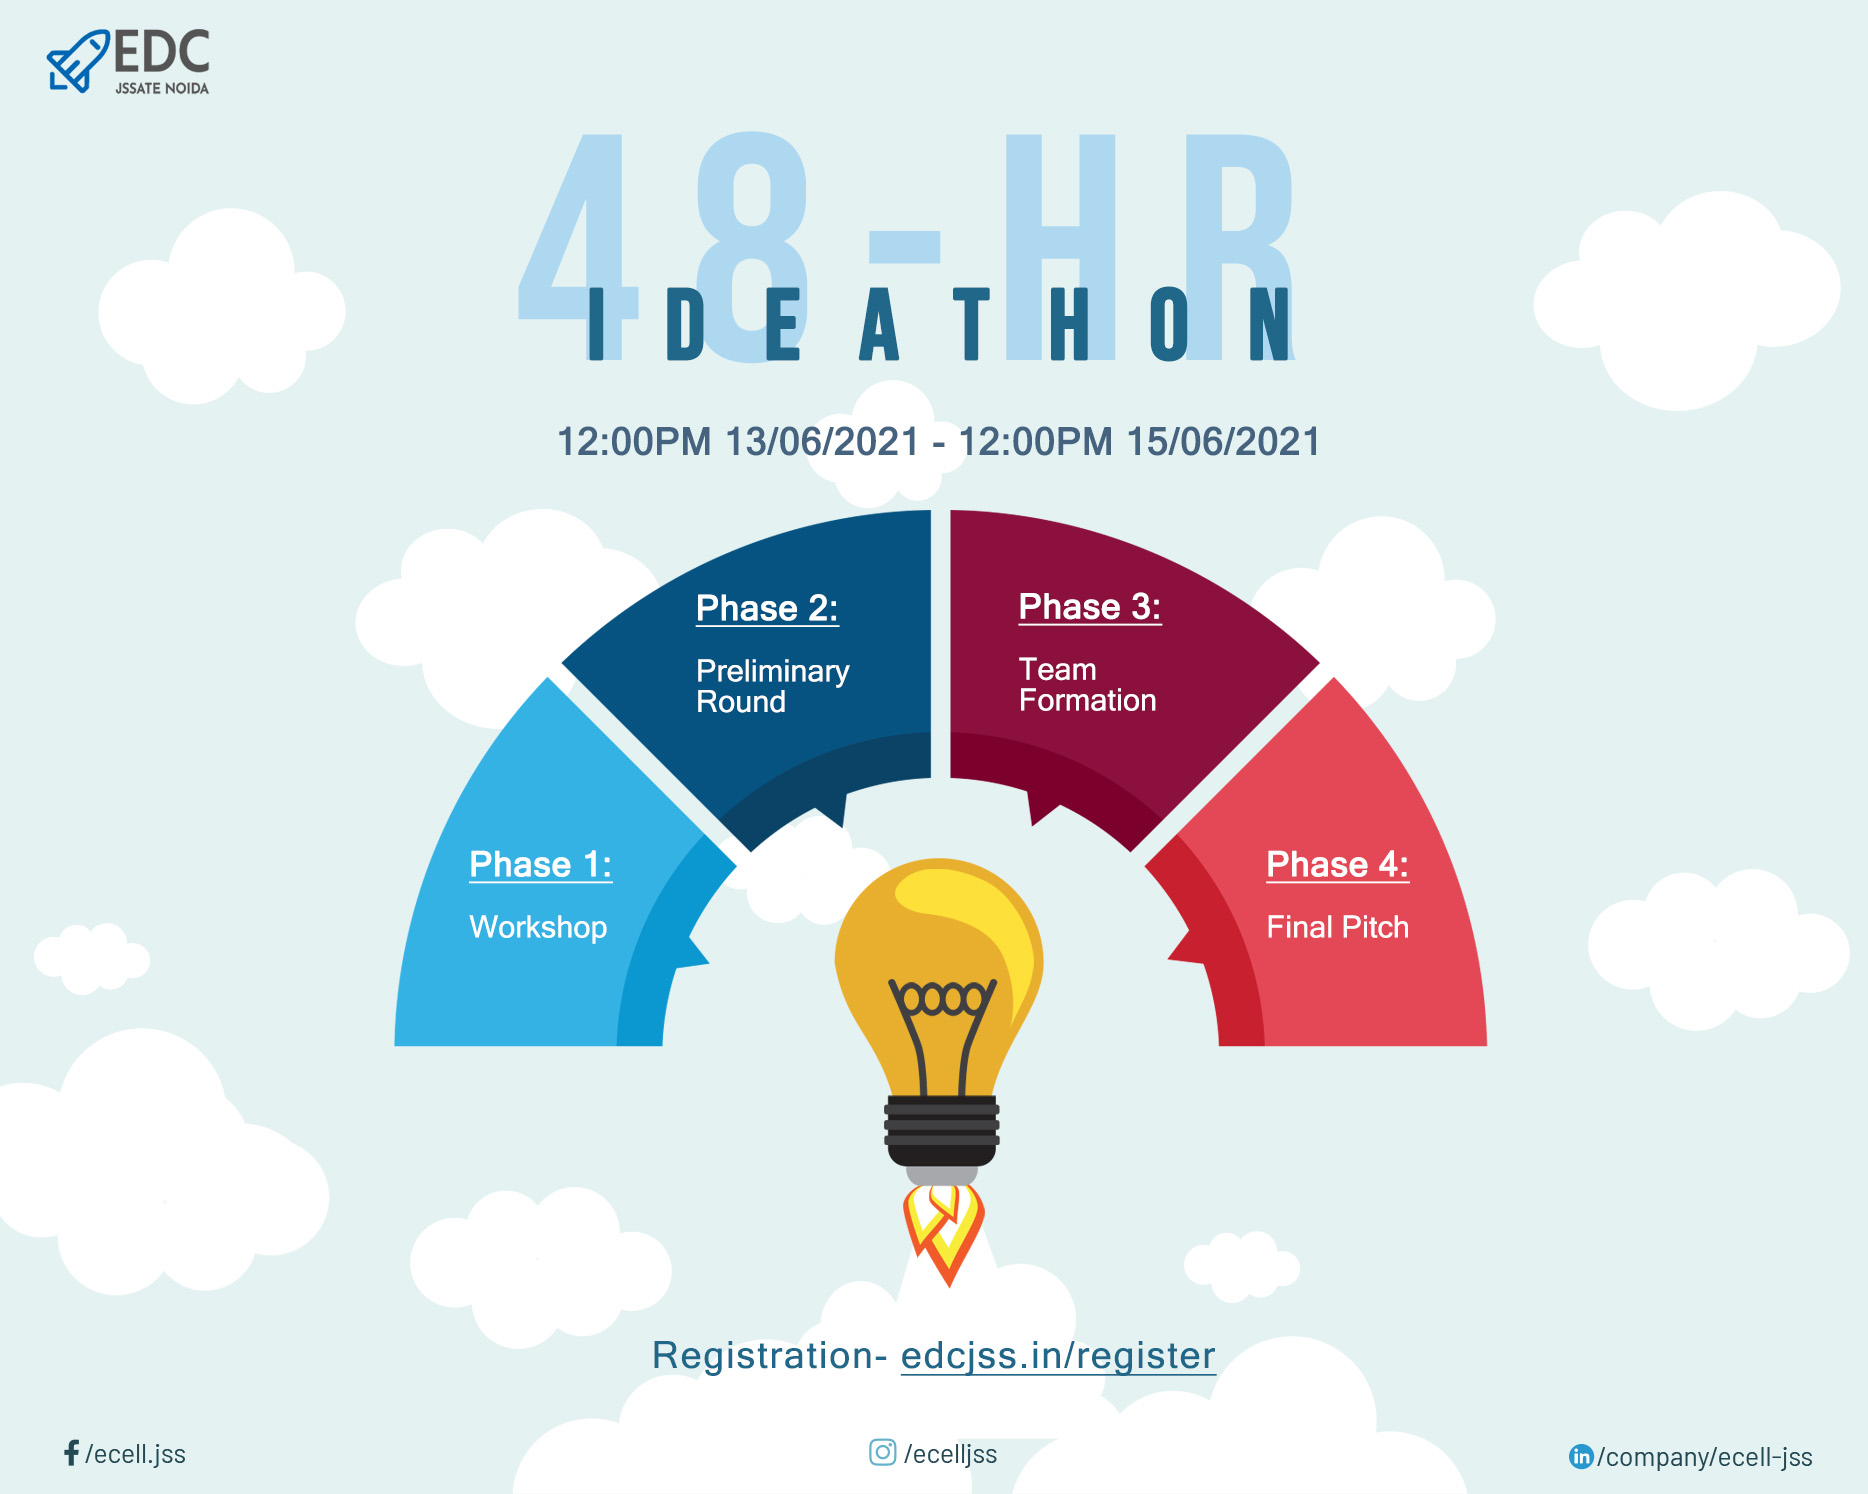 EDC
JSSATE NOIDA
48-HR
IDEATHON
12:00PM 13/06/2021 - 12:00PM 15/06/2021
Phase 1:
Workshop
Phase 2:
Preliminary
Round
Phase 3:
Team
Formation
Phase 4:
Final Pitch
Registration- edcjss.in/register
/ecell.jss
/ecelljss
in/company/ecell-jss